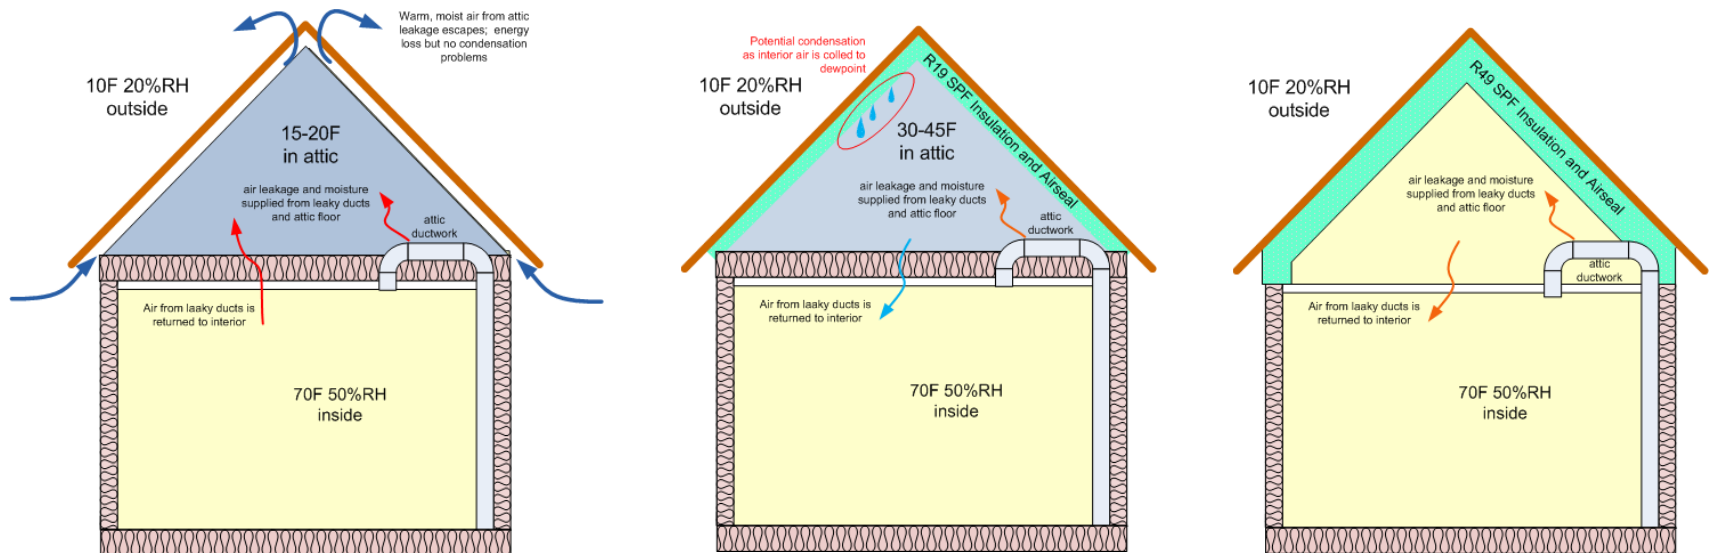 Warm, moist air from attic
leakage escapes; energy
loss but no condensation
problems
10F 20%RH
outside
15-20F
in attic
air leakage and moisture
supplied from leaky ducts
and attic floor
attic
ductwork
Air from laaky ducts is
returned to interior
70F 50%RH
inside
Potential condensation
as interior air is colled to
dewpoint
10F 20%RH
outside
R19 SPF Insulation and Airseal
30-45F
in attic
air leakage and moisture
supplied from leaky ducts
and attic floor
attic
ductwork
Air from laaky ducts is
returned to interior
70F 50%RH
inside
10F 20%RH
outside
R49 SPF Insulation and Airseal
air leakage and moisture
supplied from leaky ducts
and attic floor
attic
ductwork
Air from laaky ducts is
returned to interior
70F 50%RH
inside